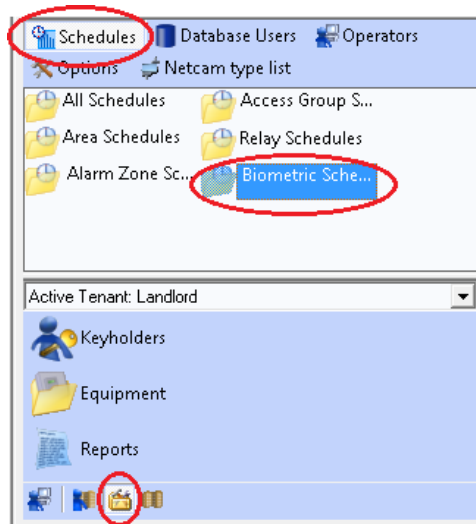 Schedules Database Users Operators
Options Netcam type list
All Schedules Access Group S...
Area Schedules Relay Schedules
Alarm Zone Sc... Biometric Sche...
Active Tenant: Landlord
Keyholders
Equipment
Reports